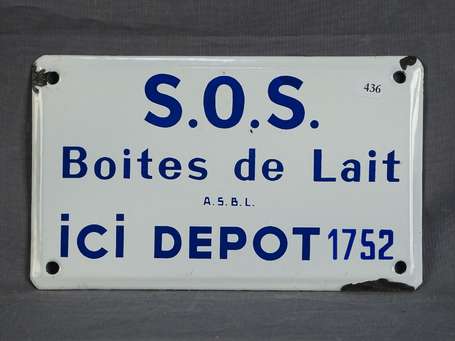 S.O.S.
436
Boites de Lait
A.S.B.L.
iCi DEPOT 1752